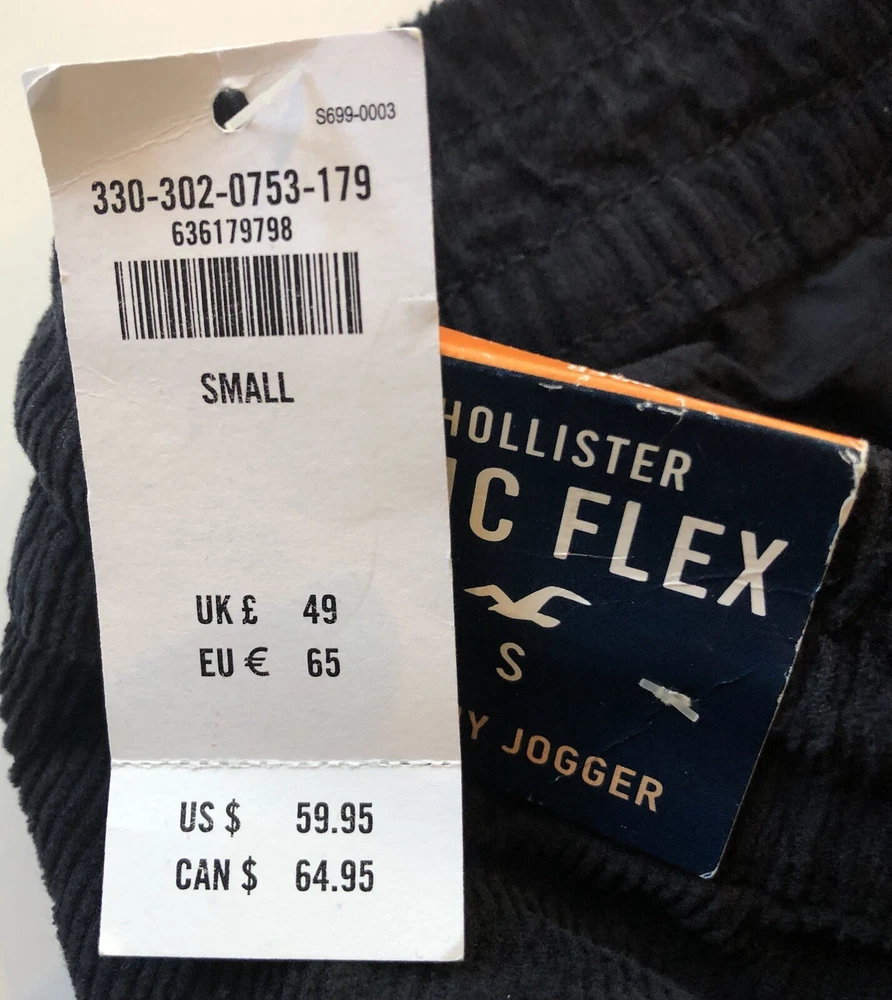 S699-0003
330-302-0753-179
636179798
SMALL
UK £ 49
EU € 65
US $ 59.95
CAN $ 64.95
HOLLISTER
IC FLEX
S
Y JOGGER